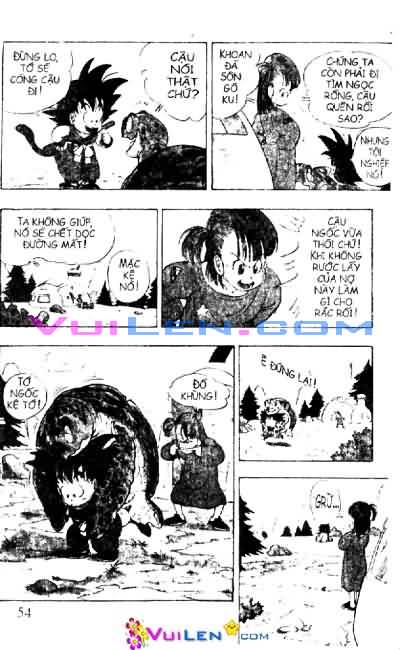 ĐỪNG LO,
TỚ SẼ
CÕNG CẬU
ĐI!
CẬU
NÓI
THẬT
CHỨ?
KHOAN
ĐÃ
SÔN
GÔ
KU!
CHÚNG TA
CÒN PHẢI ĐI
TÌM NGỌC
RỒNG, CẬU
QUÊN RỒI
SAO?
NHƯNG
TỘI
NGHIỆP
NÓ!
TA KHÔNG GIÚP,
NÓ SẼ CHẾT DỌC
ĐƯỜNG MẤT!
MẶC
KỆ
NÓ!
CẬU
NGỐC VỪA
THÔI CHỨ!
KHI KHÔNG
RƯỚC LẤY
CỦA NỢ
NÀY LÀM
GÌ CHO
RẮC RỐI!
VUILEN.COM
TỚ
NGỐC
KỆ TỚ!
ĐỒ
KHÙNG!
Ê ĐỨNG LẠI!
GRỪ...
54
VUILEN.COM